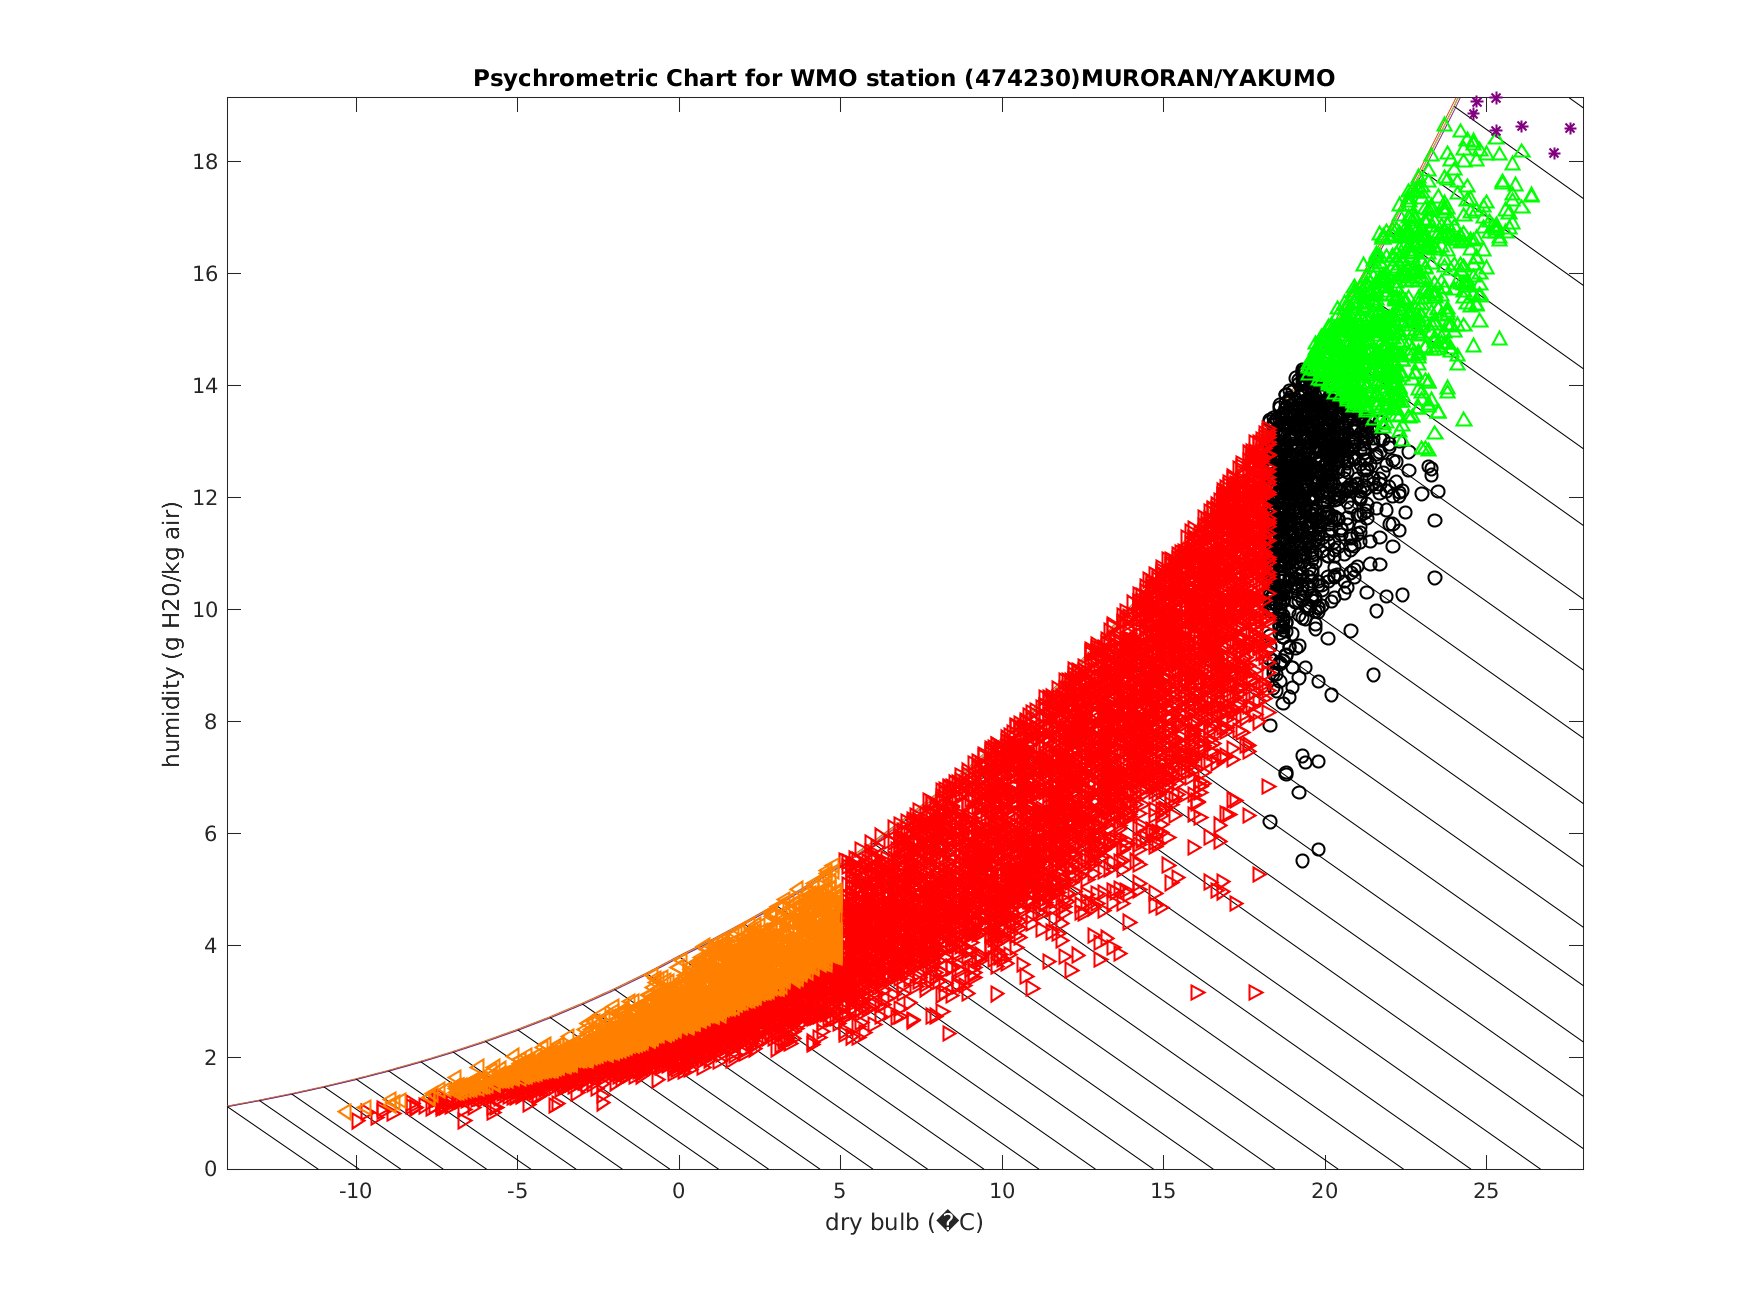 Psychrometric Chart for WMO station (474230)MURORAN/YAKUMO
humidity (g H20/kg air)
18
16
14
12
10
8
6
4
2
0
-10 -5 0 5 10 15 20 25
dry bulb (�C)